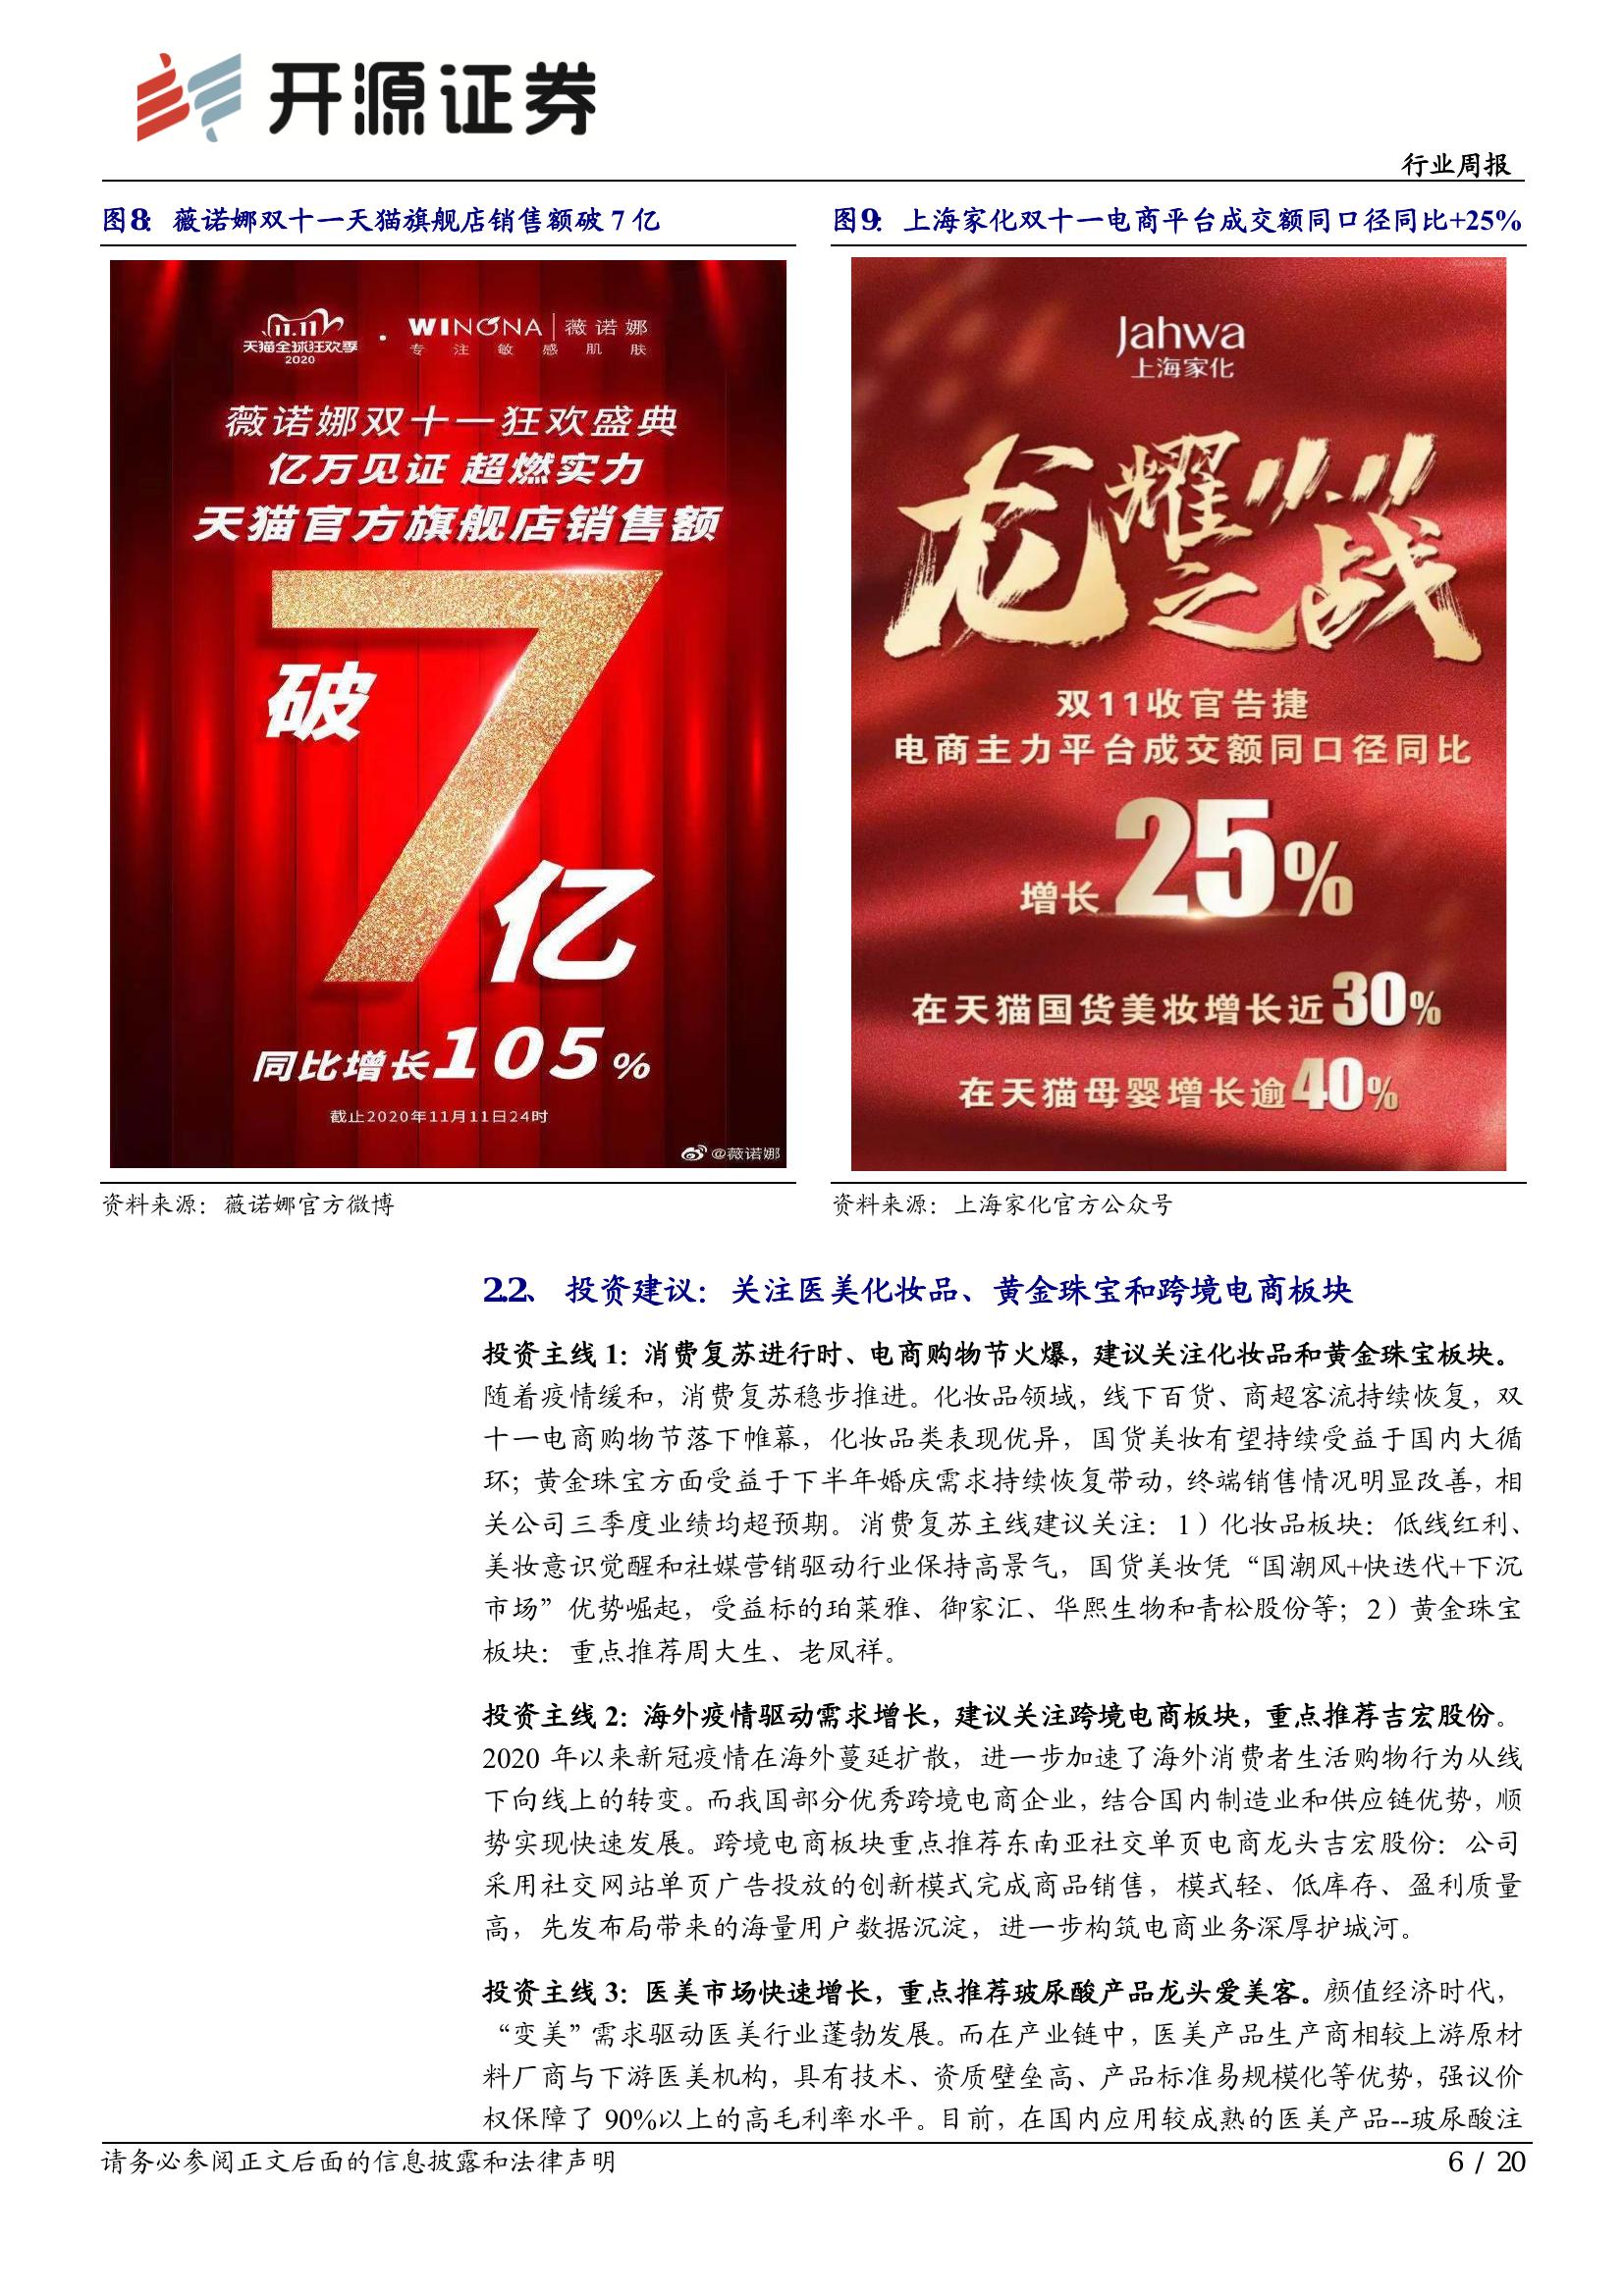 开源证券
行业周报
图8：薇诺娜双十一天猫旗舰店销售额破 7 亿
11.11
天猫全球狂欢季
2020
WINONA 薇诺娜
专注敏感肌肤
薇诺娜双十一狂欢盛典
亿万见证 超燃实力
天猫官方旗舰店销售额
破
7
亿
同比增长105%
截止2020年11月11日24时
@薇诺娜
资料来源：薇诺娜官方微博
图9：上海家化双十一电商平台成交额同口径同比+25%
Jahwa
上海家化
龙耀11.11
之战
双11收官告捷
电商主力平台成交额同口径同比
增长25%
在天猫国货美妆增长近30%
在天猫母婴增长逾40%
资料来源：上海家化官方公众号
2.2、 投资建议：关注医美化妆品、黄金珠宝和跨境电商板块
投资主线 1：消费复苏进行时、电商购物节火爆，建议关注化妆品和黄金珠宝板块。
随着疫情缓和，消费复苏稳步推进。化妆品领域，线下百货、商超客流持续恢复，双
十一电商购物节落下帷幕，化妆品类表现优异，国货美妆有望持续受益于国内大循
环；黄金珠宝方面受益于下半年婚庆需求持续恢复带动，终端销售情况明显改善，相
关公司三季度业绩均超预期。消费复苏主线建议关注：1）化妆品板块：低线红利、
美妆意识觉醒和社媒营销驱动行业保持高景气，国货美妆凭“国潮风+快迭代+下沉
市场”优势崛起，受益标的珀莱雅、御家汇、华熙生物和青松股份等；2）黄金珠宝
板块：重点推荐周大生、老凤祥。
投资主线 2：海外疫情驱动需求增长，建议关注跨境电商板块，重点推荐吉宏股份。
2020 年以来新冠疫情在海外蔓延扩散，进一步加速了海外消费者生活购物行为从线
下向线上的转变。而我国部分优秀跨境电商企业，结合国内制造业和供应链优势，顺
势实现快速发展。跨境电商板块重点推荐东南亚社交单页电商龙头吉宏股份：公司
采用社交网站单页广告投放的创新模式完成商品销售，模式轻、低库存、盈利质量
高，先发布局带来的海量用户数据沉淀，进一步构筑电商业务深厚护城河。
投资主线 3：医美市场快速增长，重点推荐玻尿酸产品龙头爱美客。颜值经济时代，
“变美”需求驱动医美行业蓬勃发展。而在产业链中，医美产品生产商相较上游原材
料厂商与下游医美机构，具有技术、资质壁垒高、产品标准易规模化等优势，强议价
权保障了 90%以上的高毛利率水平。目前，在国内应用较成熟的医美产品--玻尿酸注
请务必参阅正文后面的信息披露和法律声明
6 / 20